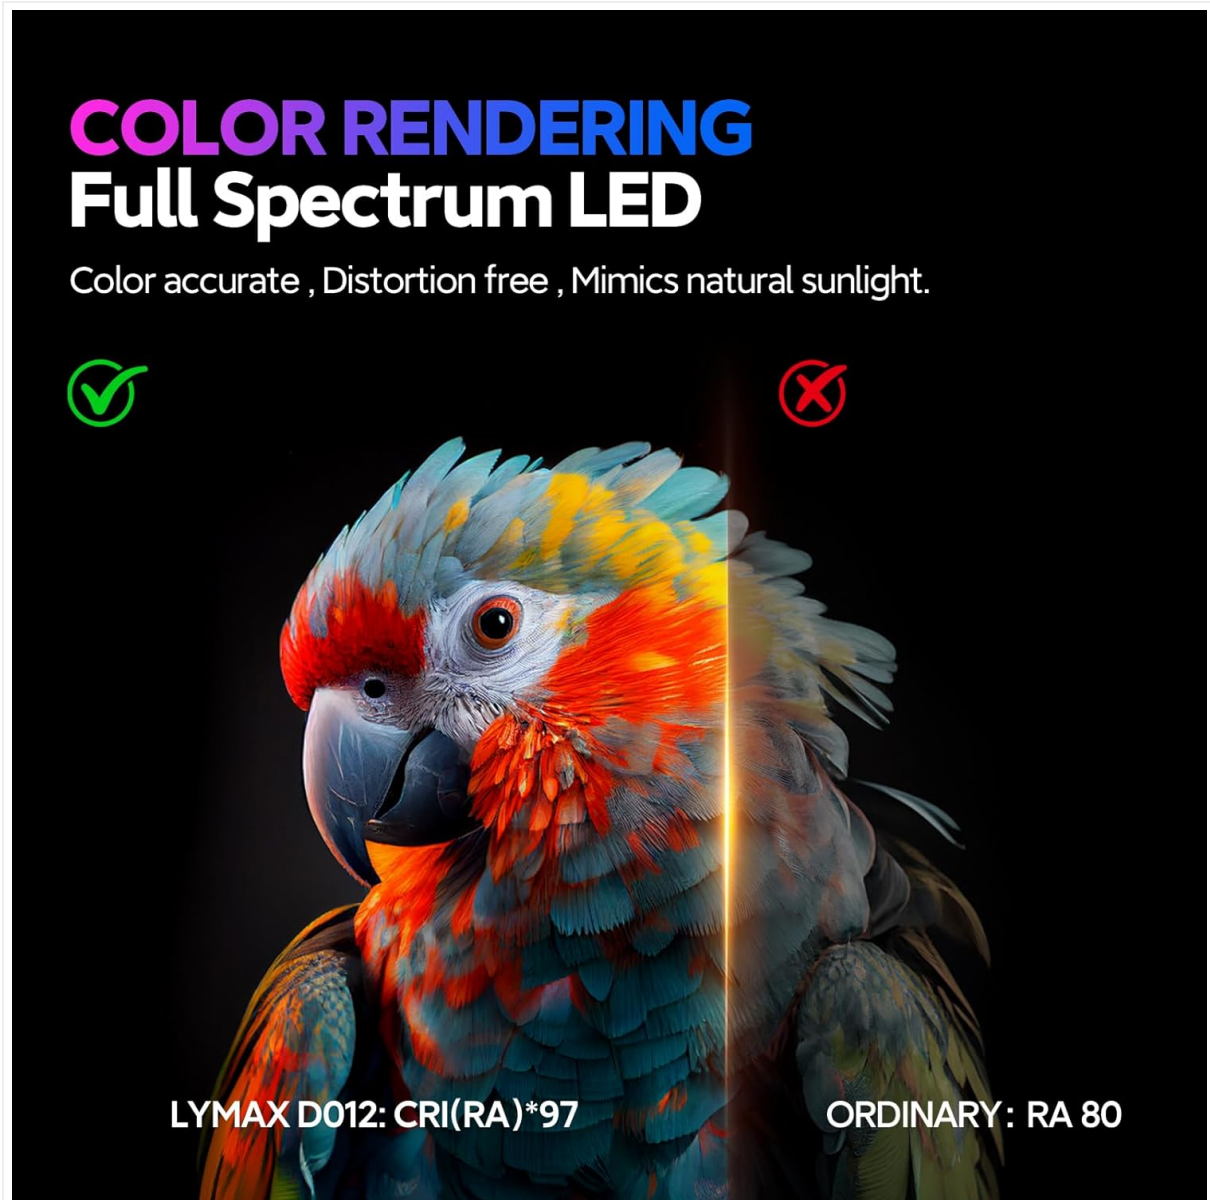 COLOR RENDERING
Full Spectrum LED
Color accurate , Distortion free , Mimics natural sunlight.
LYMAX D012: CRI(RA)*97
ORDINARY: RA 80